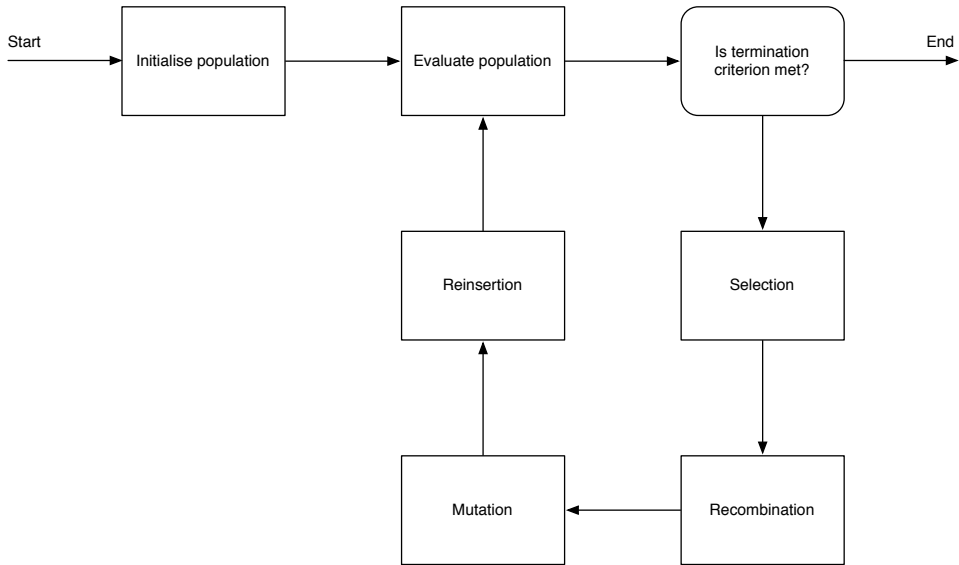 Start
Initialise population
Evaluate population
Is termination
criterion met?
End
Reinsertion
Selection
Mutation
Recombination